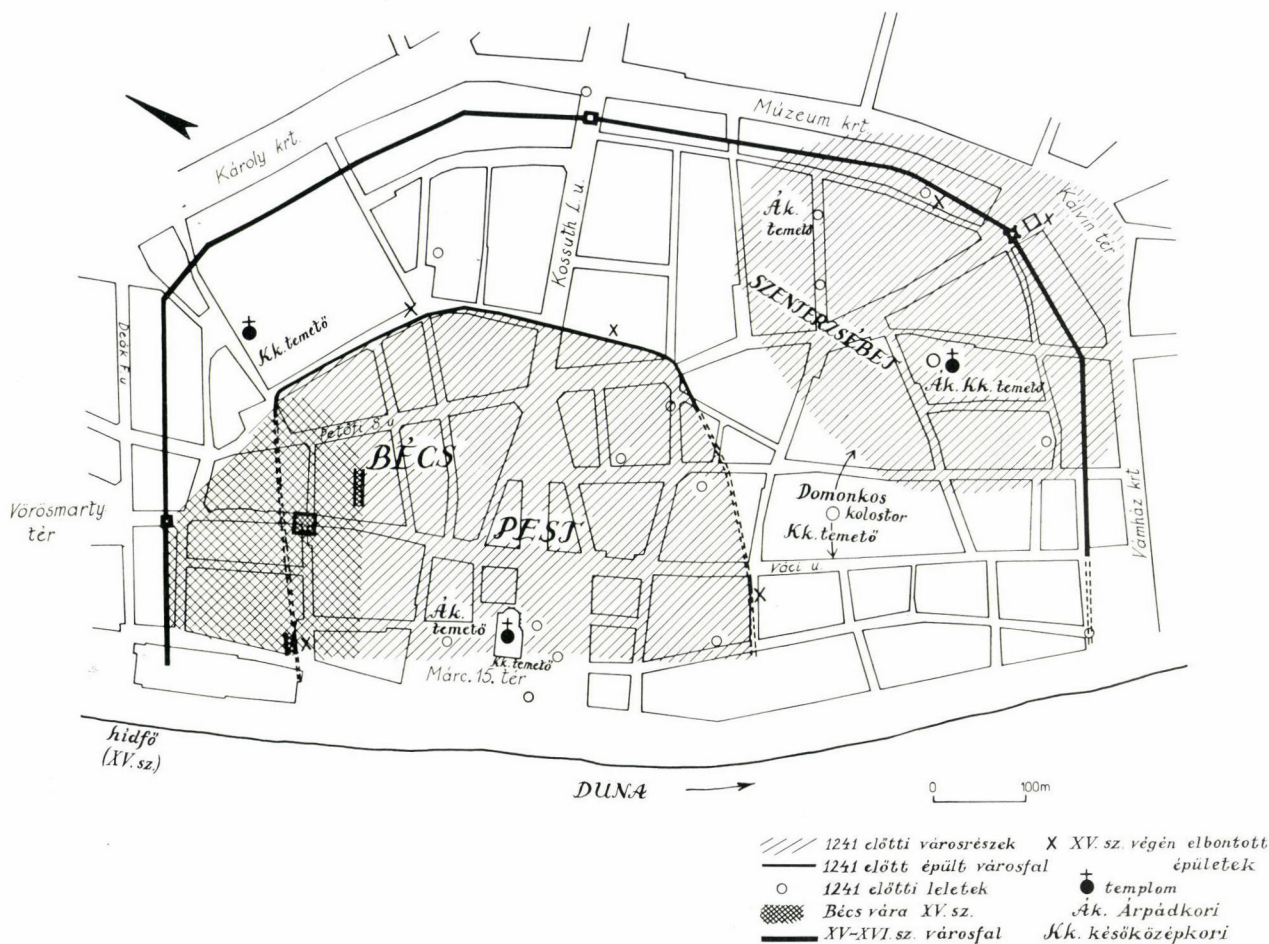 Múzeum krt.
Károly krt.
Kálvin tér
Kossuth L. u.
Ák.
temető
SZENTERZSÉBET
Deák F. u
Kk. temető
Ák. Kk. temető
Petőfi S. u
BÉCS
Vörösmarty
tér
PEST
Domonkos
kolostor
Kk. temető
Vámház krt
Váci u.
Ák.
temető
Kk. temető
Márc. 15. tér
hidfő
(XV. sz.)
DUNA
0 100m
1241 előtti városrészek
1241 előtt épült városfal
1241 előtti leletek
Bécs vára XV. sz.
XV-XVI. sz. városfal
X XV. sz. végén elbontott
épületek
templom
Ák. Árpádkori
Kk. későközépkori